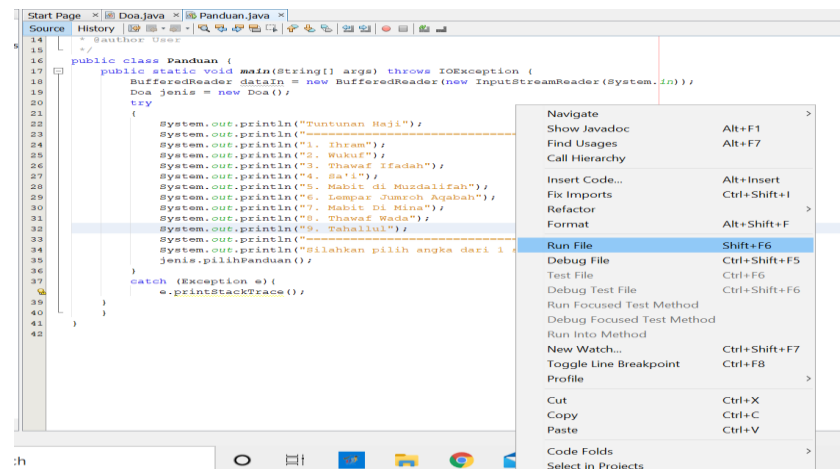 Start Page Doa.java Panduan.java
Source History
14 * @author User
15 */
16 public class Panduan {
17 public static void main(String[] args) throws IOException {
18 BufferedReader dataIn = new BufferedReader(new InputStreamReader(System.in));
19 Doa jenis = new Doa();
20 try
21 {
22 System.out.println("Tuntunan Haji");
23 System.out.println("
24 System.out.println("1. Ihram");
25 System.out.println("2. Wukuf");
26 System.out.println("3. Thawaf Ifadah");
27 System.out.println("4. Sa'i");
28 System.out.println("5. Mabit di Muzdalifah");
29 System.out.println("6. Lempar Jumroh Aqabah");
30 System.out.println("7. Mabit Di Mina");
31 System.out.println("8. Thawaf Wada");
32 System.out.println("9. Tahallul");
33 System.out.println("
34 System.out.println("Silahkan pilih angka dari 1
35 jenis.pilihPanduan();
36 }
37 catch (Exception e){
e.printStackTrace();
39 }
40 }
41 }
42
Navigate >
Show Javadoc Alt+F1
Find Usages Alt+F7
Call Hierarchy
Insert Code... Alt+Insert
Fix Imports Ctrl+Shift+I
Refactor >
Format Alt+Shift+F
Run File Shift+F6
Debug File Ctrl+Shift+F5
Test File Ctrl+F6
Debug Test File Ctrl+Shift+F6
Run Focused Test Method
Debug Focused Test Method
Run Into Method
New Watch... Ctrl+Shift+F7
Toggle Line Breakpoint Ctrl+F8
Profile >
Cut Ctrl+X
Copy Ctrl+C
Paste Ctrl+V
Code Folds >
Select in Projects